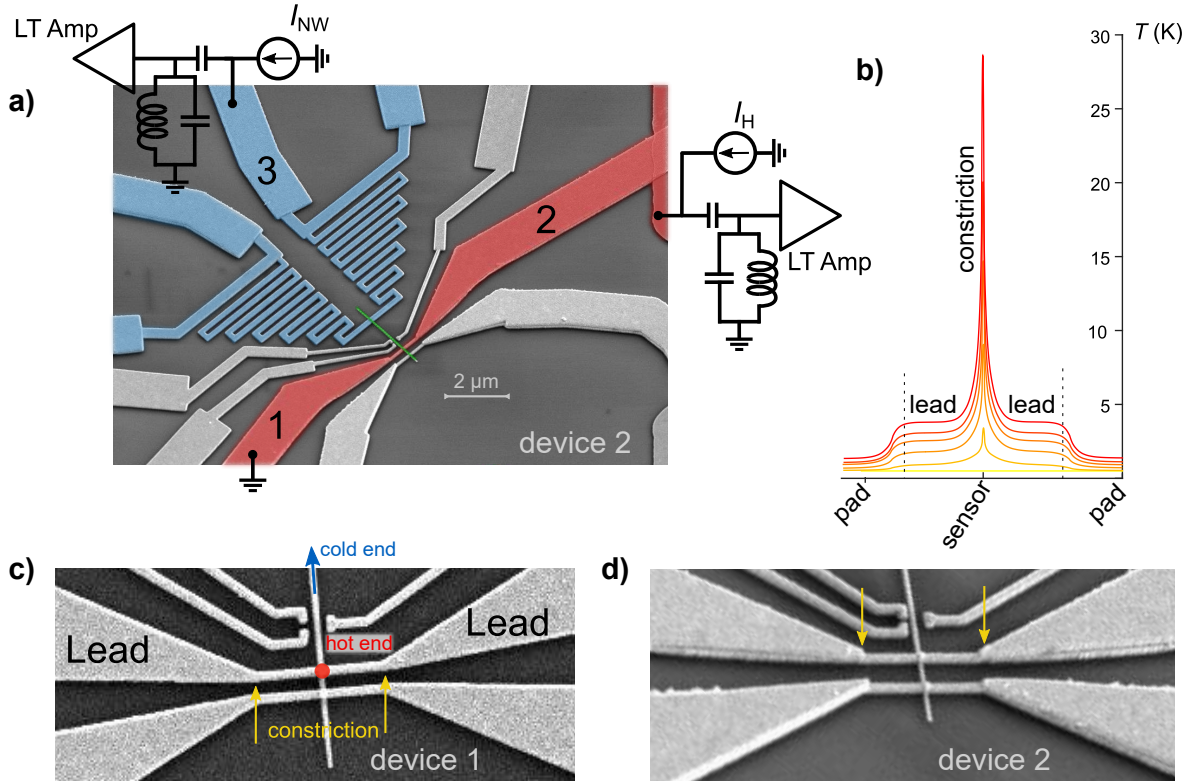 LT Amp
I_NW
a)
3
2
1
2 µm
device 2
I_H
LT Amp
b)
T (K)
30
25
20
15
10
5
constriction
lead
lead
pad
sensor
pad
c)
cold end
Lead
Lead
hot end
constriction
device 1
d)
device 2